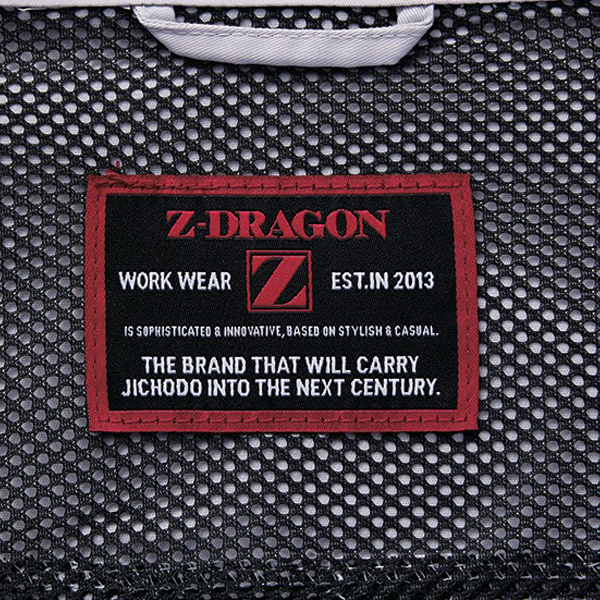 Z-DRAGON
WORK WEAR Z EST.IN 2013
IS SOPHISTICATED & INNOVATIVE, BASED ON STYLISH & CASUAL.
THE BRAND THAT WILL CARRY
JICHODO INTO THE NEXT CENTURY.